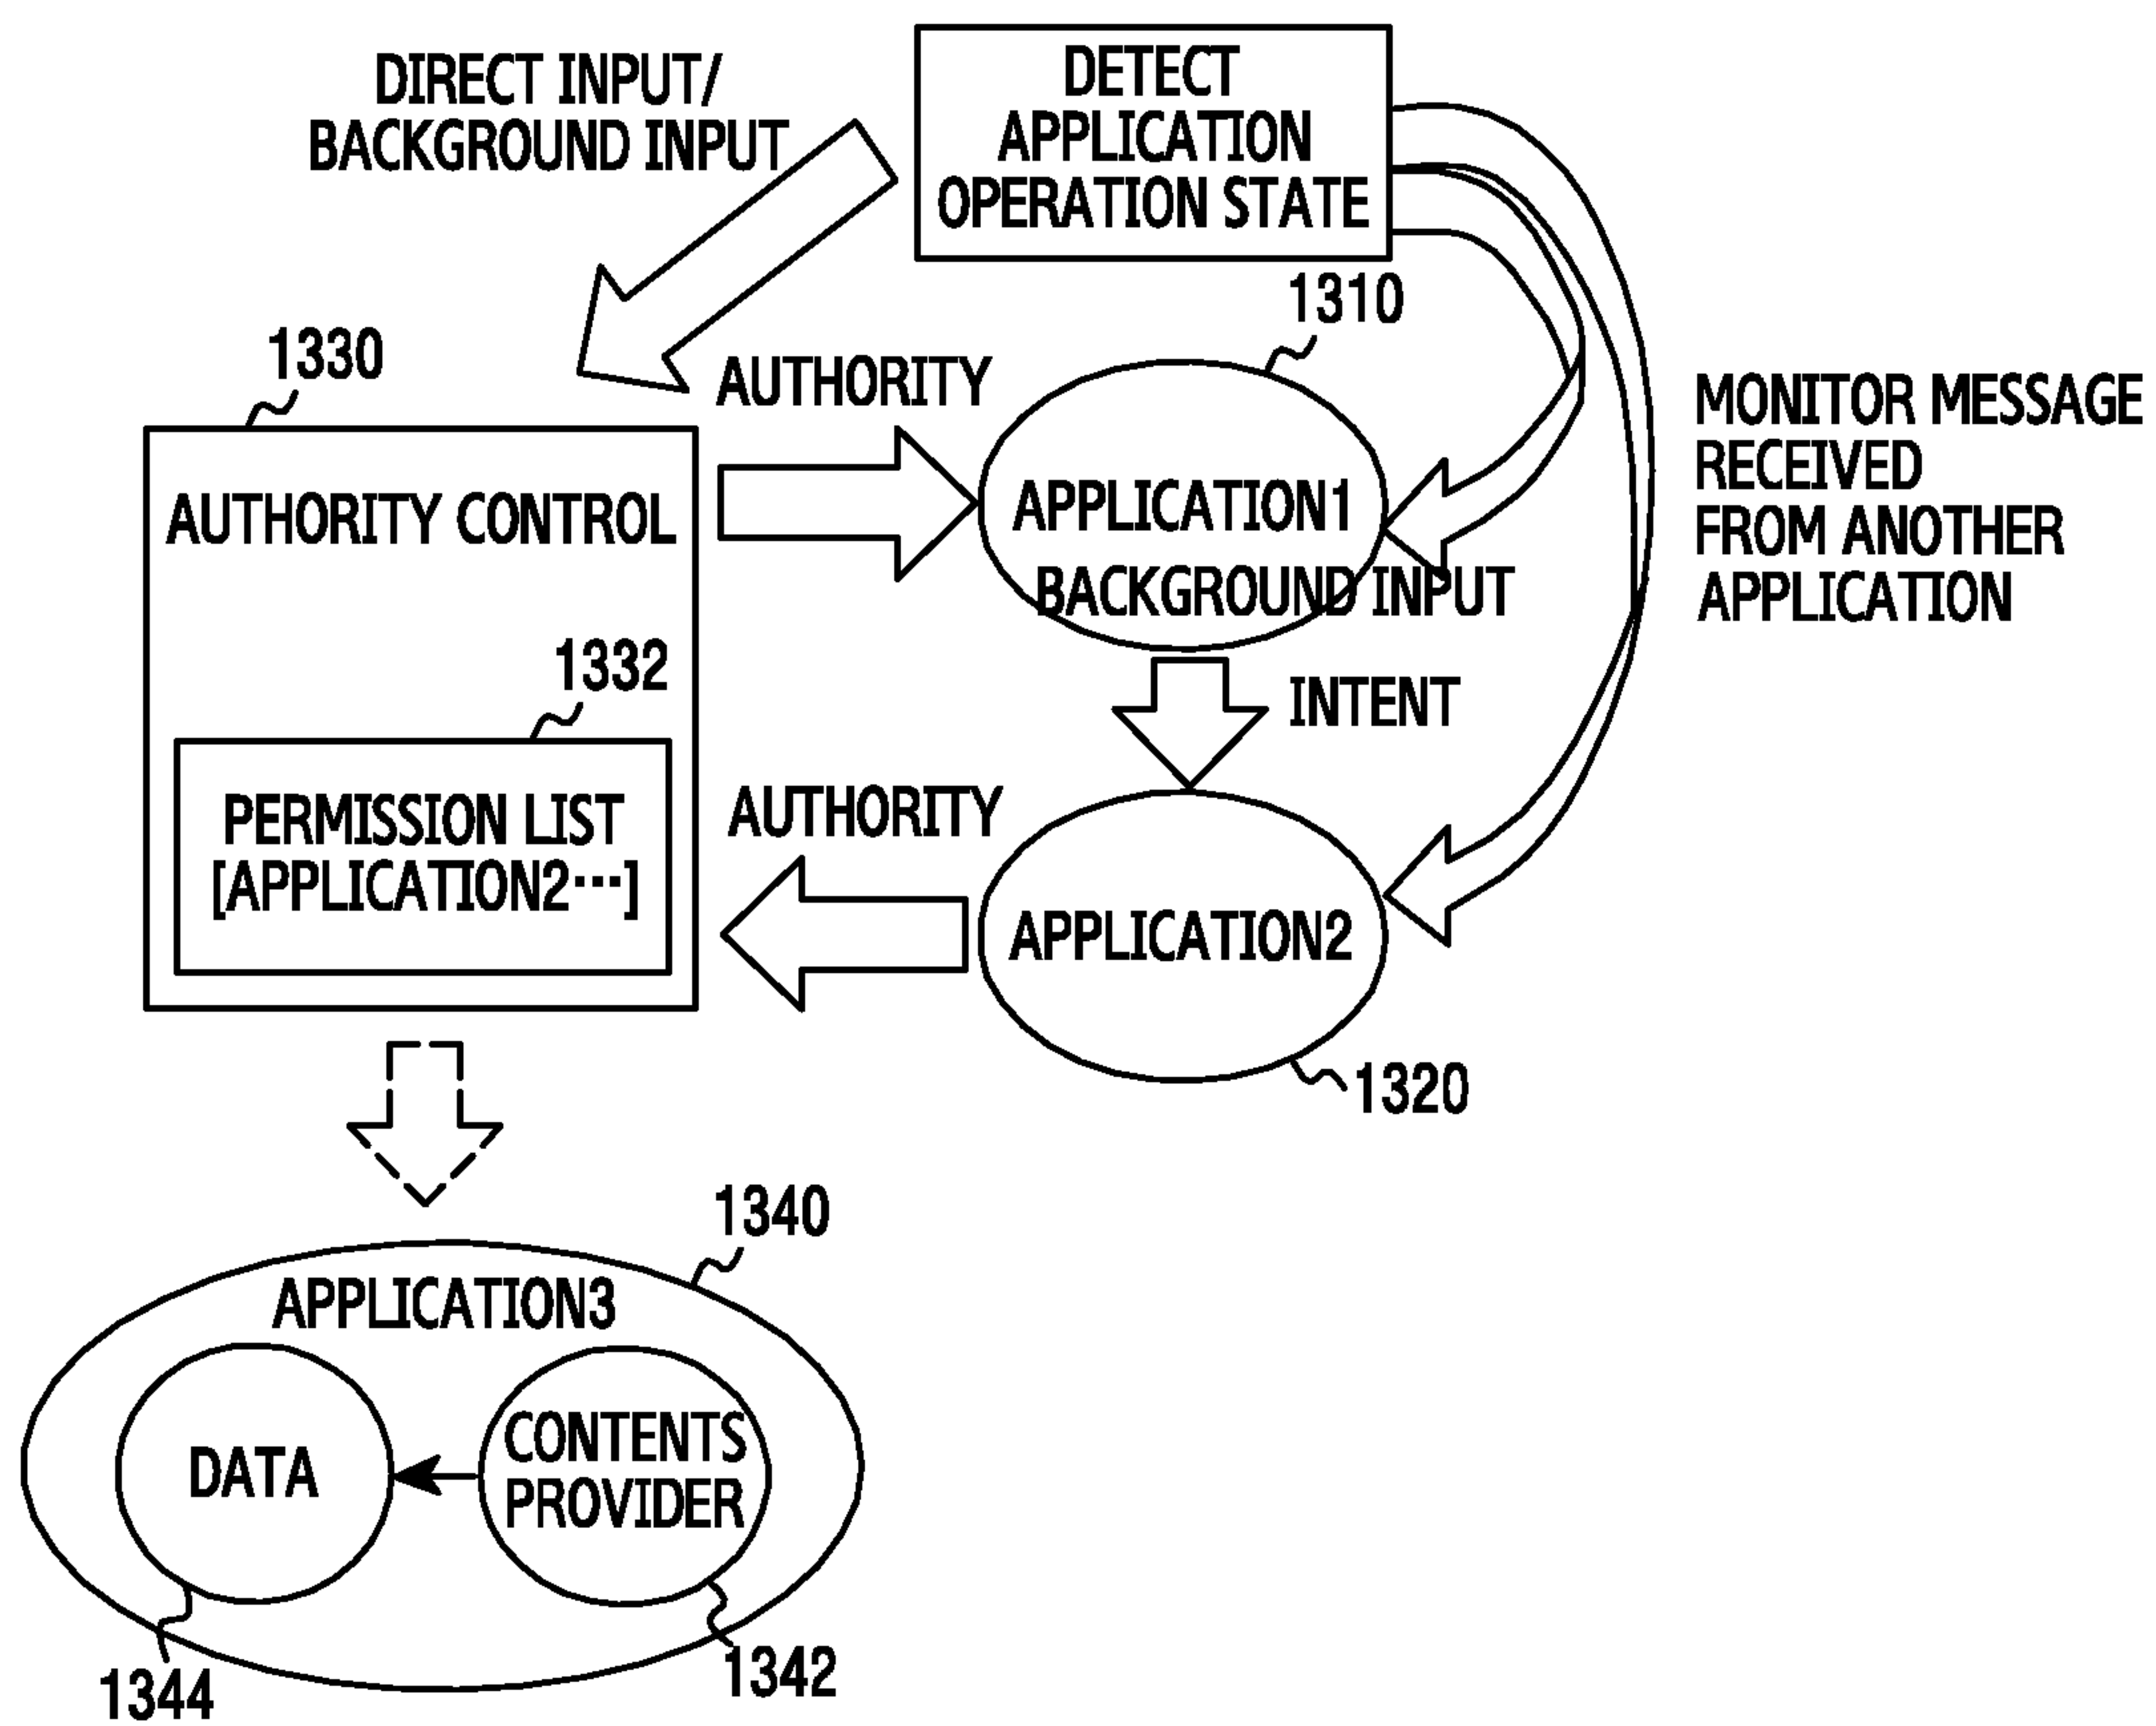 DIRECT INPUT/
BACKGROUND INPUT
DETECT
APPLICATION
OPERATION STATE
1310
1330
AUTHORITY
MONITOR MESSAGE
RECEIVED
FROM ANOTHER
APPLICATION
AUTHORITY CONTROL
APPLICATION1
BACKGROUND INPUT
1332
INTENT
PERMISSION LIST
[APPLICATION2···]
AUTHORITY
APPLICATION2
1320
1340
APPLICATION3
DATA
CONTENTS
PROVIDER
1344
1342